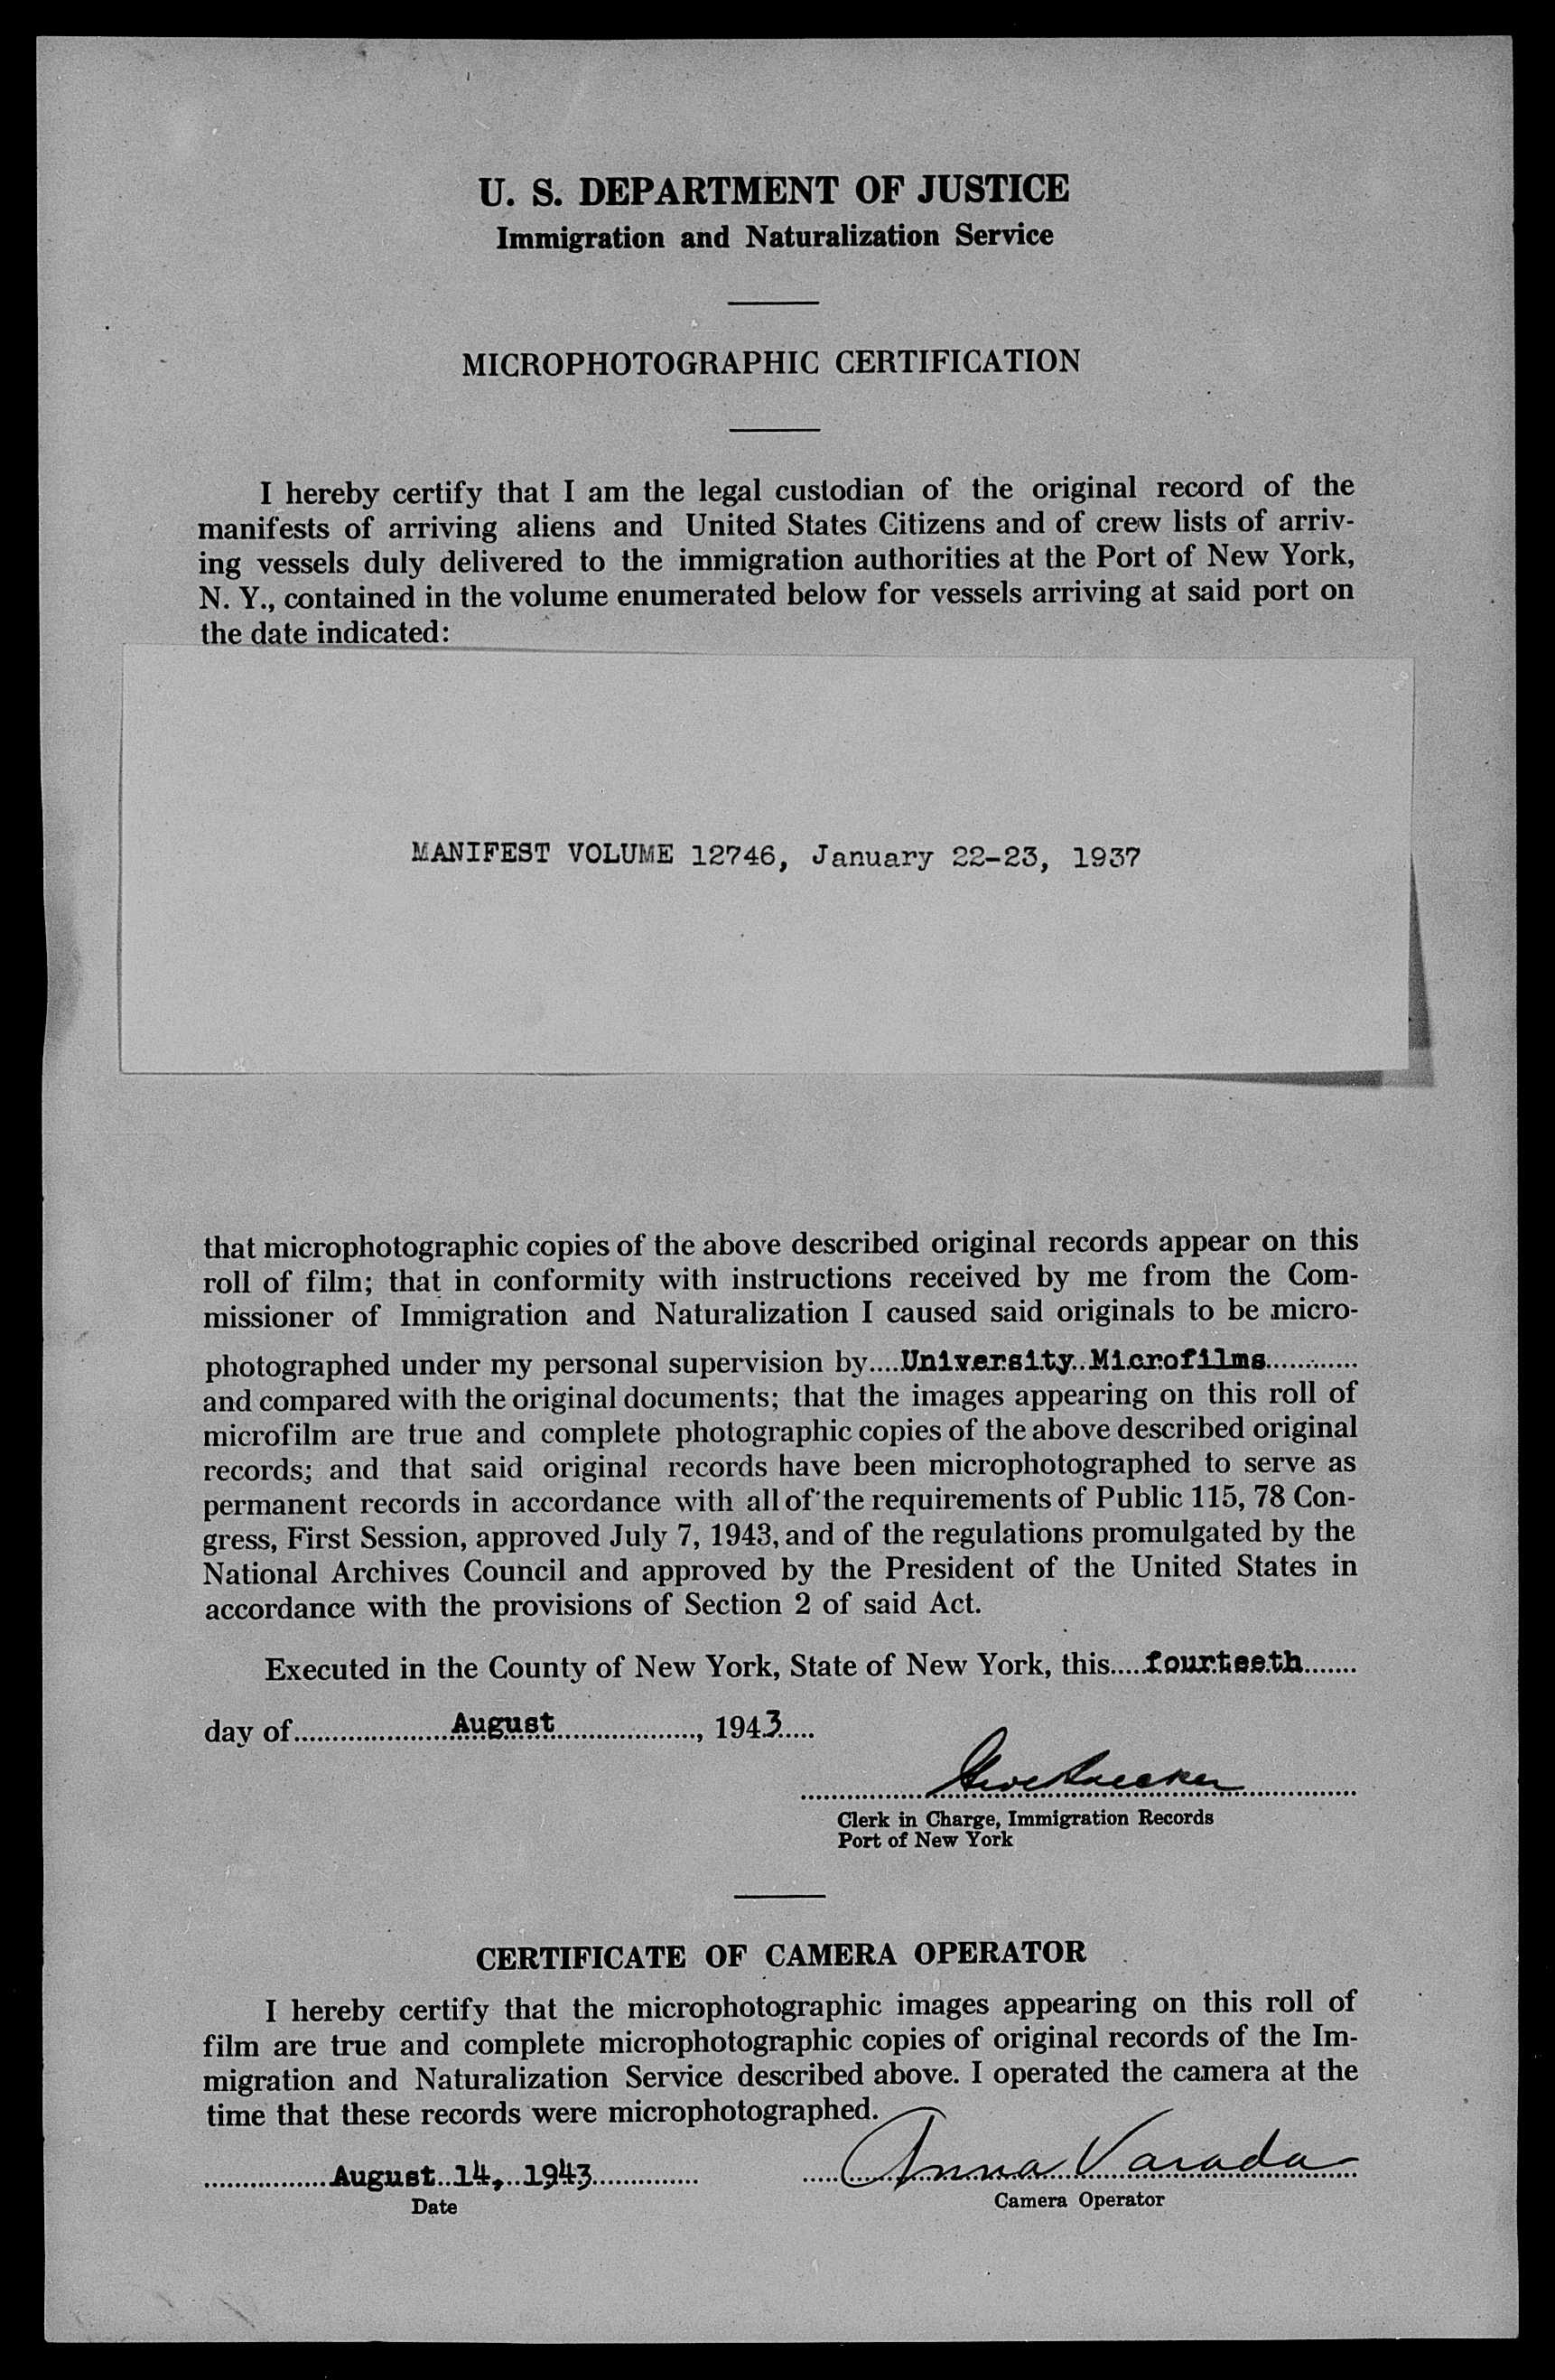 U. S. DEPARTMENT OF JUSTICE
Immigration and Naturalization Service
MICROPHOTOGRAPHIC CERTIFICATION
I hereby certify that I am the legal custodian of the original record of the
manifests of arriving aliens and United States Citizens and of crew lists of arriv-
ing vessels duly delivered to the immigration authorities at the Port of New York,
N. Y., contained in the volume enumerated below for vessels arriving at said port on
the date indicated:
MANIFEST VOLUME 12746, January 22-23, 1937
that microphotographic copies of the above described original records appear on this
roll of film; that in conformity with instructions received by me from the Com-
missioner of Immigration and Naturalization I caused said originals to be micro-
photographed under my personal supervision by....University Microfilms............
and compared with the original documents; that the images appearing on this roll of
microfilm are true and complete photographic copies of the above described original
records; and that said original records have been microphotographed to serve as
permanent records in accordance with all of the requirements of Public 115, 78 Con-
gress, First Session, approved July 7, 1943, and of the regulations promulgated by the
National Archives Council and approved by the President of the United States in
accordance with the provisions of Section 2 of said Act.
Executed in the County of New York, State of New York, this.....fourteeth.......
day of......................August...................., 1943.....
Clerk in Charge, Immigration Records
Port of New York
CERTIFICATE OF CAMERA OPERATOR
I hereby certify that the microphotographic images appearing on this roll of
film are true and complete microphotographic copies of original records of the Im-
migration and Naturalization Service described above. I operated the camera at the
time that these records were microphotographed.
.................August 14, 1943............... Anna Varada
Date Camera Operator